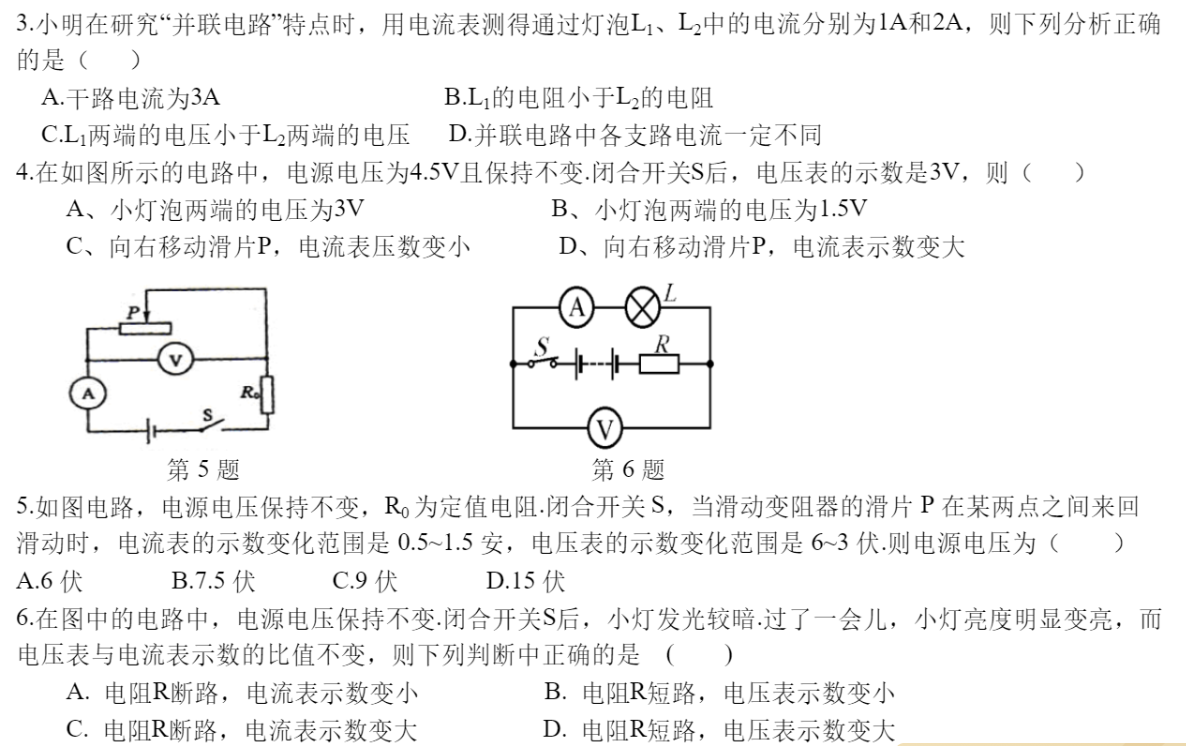 3.小明在研究“并联电路”特点时，用电流表测得通过灯泡L₁、L₂中的电流分别为1A和2A，则下列分析正确
的是（　　）
A.干路电流为3A　　B.L₁的电阻小于L₂的电阻
C.L₁两端的电压小于L₂两端的电压　　D.并联电路中各支路电流一定不同
4.在如图所示的电路中，电源电压为4.5V且保持不变.闭合开关S后，电压表的示数是3V，则（　　）
A、小灯泡两端的电压为3V　　B、小灯泡两端的电压为1.5V
C、向右移动滑片P，电流表压数变小　　D、向右移动滑片P，电流表示数变大
P
V
A
R₀
S
A
L
S
R
V
第 5 题　　第 6 题
5.如图电路，电源电压保持不变，R₀为定值电阻.闭合开关 S，当滑动变阻器的滑片 P 在某两点之间来回
滑动时，电流表的示数变化范围是 0.5~1.5 安，电压表的示数变化范围是 6~3 伏.则电源电压为（　　）
A.6 伏　　B.7.5 伏　　C.9 伏　　D.15 伏
6.在图中的电路中，电源电压保持不变.闭合开关S后，小灯发光较暗.过了一会儿，小灯亮度明显变亮，而
电压表与电流表示数的比值不变，则下列判断中正确的是 (　　)
A. 电阻R断路，电流表示数变小　　B. 电阻R短路，电压表示数变小
C. 电阻R断路，电流表示数变大　　D. 电阻R短路，电压表示数变大